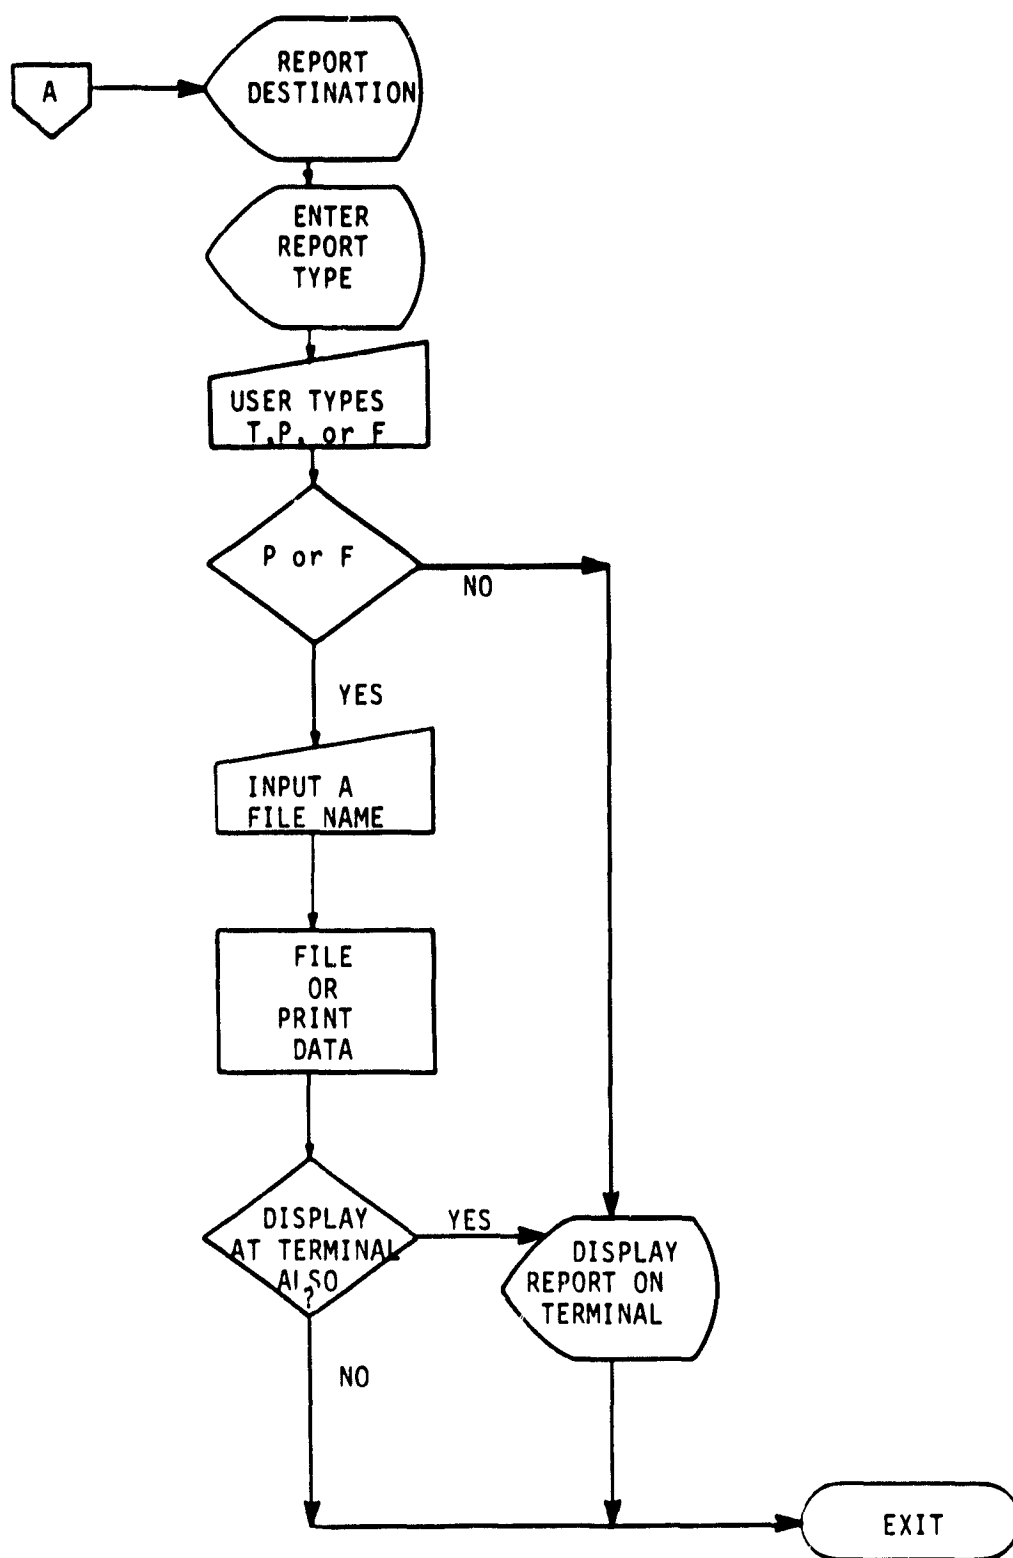 A
REPORT
DESTINATION
ENTER
REPORT
TYPE
USER TYPES
T,P, or F
P or F
NO
YES
INPUT A
FILE NAME
FILE
OR
PRINT
DATA
DISPLAY
AT TERMINAL
ALSO
?
YES
DISPLAY
REPORT ON
TERMINAL
NO
EXIT